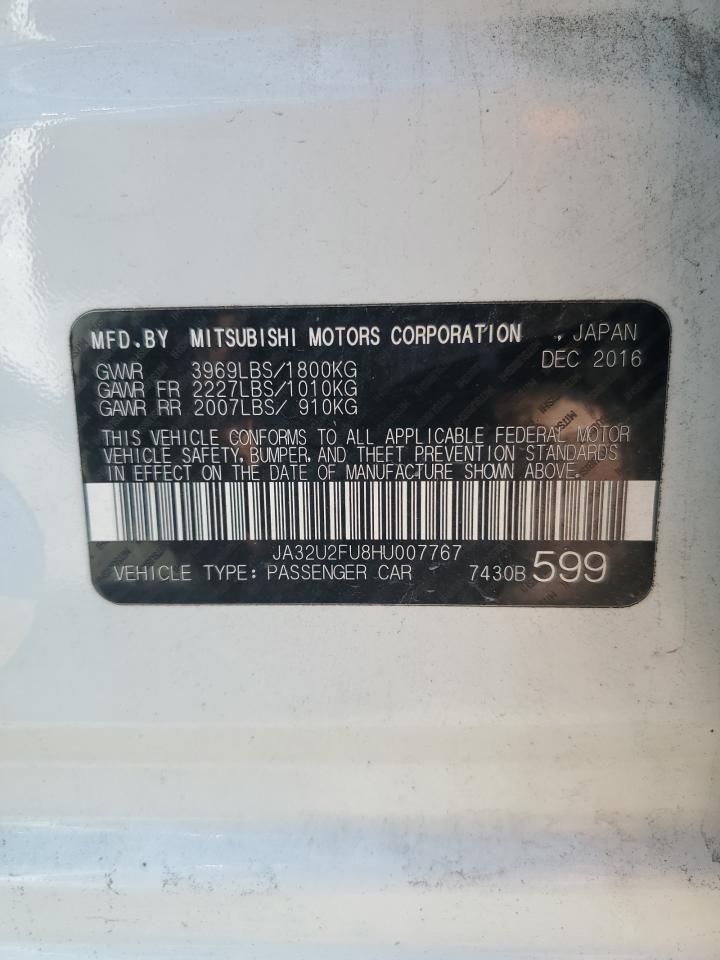 MFD.BY MITSUBISHI MOTORS CORPORATION , JAPAN
DEC 2016
GVWR 3969LBS/1800KG
GAWR FR 2227LBS/1010KG
GAWR RR 2007LBS/ 910KG
THIS VEHICLE CONFORMS TO ALL APPLICABLE FEDERAL MOTOR
VEHICLE SAFETY, BUMPER, AND THEFT PREVENTION STANDARDS
IN EFFECT ON THE DATE OF MANUFACTURE SHOWN ABOVE.
JA32U2FU8HU007767
VEHICLE TYPE: PASSENGER CAR 7430B 599